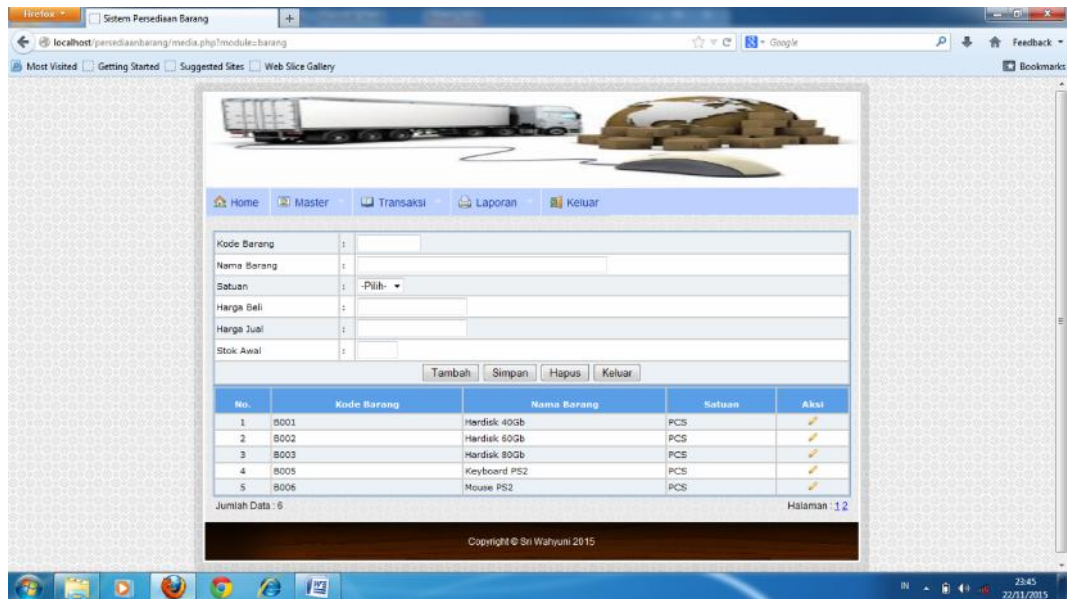 Firefox
Sistem Persediaan Barang
localhost/persediaanbarang/media.php?module=barang
Google
Feedback
Most Visited Getting Started Suggested Sites Web Slice Gallery
Bookmarks
Home Master Transaksi Laporan Keluar
Kode Barang :
Nama Barang :
Satuan : -Pilih-
Harga Beli :
Harga Jual :
Stok Awal :
Tambah Simpan Hapus Keluar
No. Kode Barang Nama Barang Satuan Aksi
1 B001 Hardisk 40Gb PCS
2 B002 Hardisk 60Gb PCS
3 B003 Hardisk 80Gb PCS
4 B005 Keyboard PS2 PCS
5 B006 Mouse PS2 PCS
Jumlah Data : 6 Halaman : 1 2
Copyright © Sri Wahyuni 2015
IN 23:45
22/11/2015